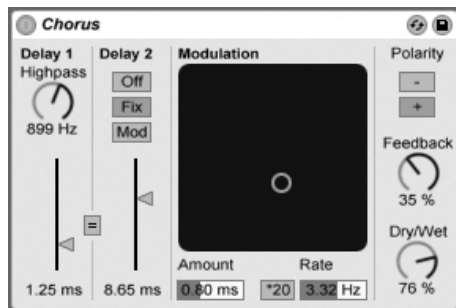 Chorus
Delay 1
Highpass
899 Hz
1.25 ms
=
Delay 2
Off
Fix
Mod
8.65 ms
Modulation
Amount
0.80 ms
*20
Rate
3.32 Hz
Polarity
-
+
Feedback
35 %
Dry/Wet
76 %